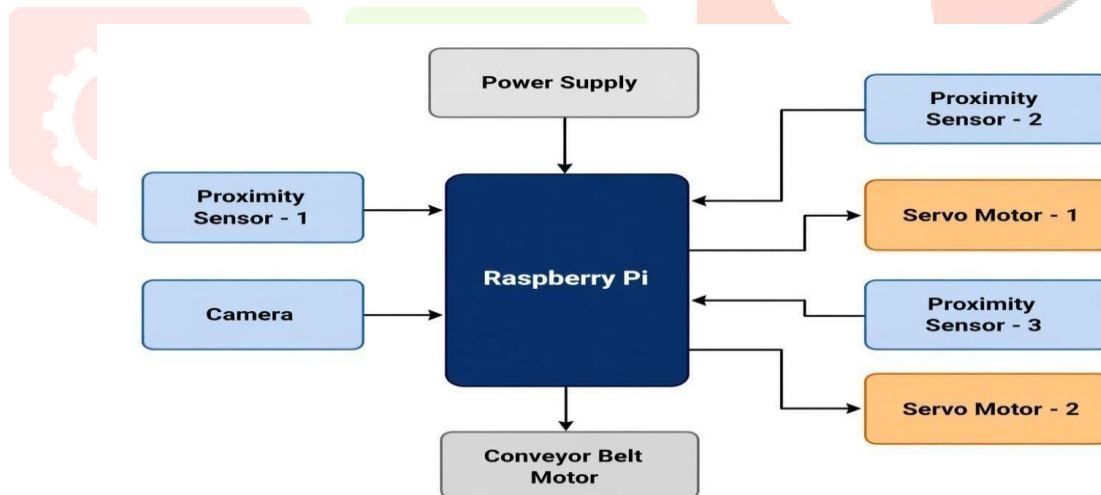 Power Supply
Proximity
Sensor - 2
Proximity
Sensor - 1
Servo Motor - 1
Raspberry Pi
Camera
Proximity
Sensor - 3
Servo Motor - 2
Conveyor Belt
Motor